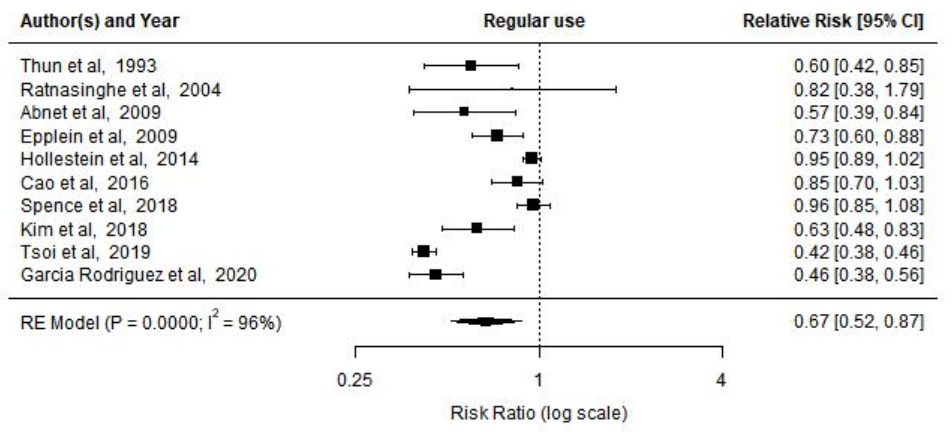 Author(s) and Year Regular use Relative Risk [95% CI]
Thun et al, 1993 0.60 [0.42, 0.85]
Ratnasinghe et al, 2004 0.82 [0.38, 1.79]
Abnet et al, 2009 0.57 [0.39, 0.84]
Epplein et al, 2009 0.73 [0.60, 0.88]
Hollestein et al, 2014 0.95 [0.89, 1.02]
Cao et al, 2016 0.85 [0.70, 1.03]
Spence et al, 2018 0.96 [0.85, 1.08]
Kim et al, 2018 0.63 [0.48, 0.83]
Tsoi et al, 2019 0.42 [0.38, 0.46]
Garcia Rodriguez et al, 2020 0.46 [0.38, 0.56]
RE Model (P = 0.0000; I² = 96%) 0.67 [0.52, 0.87]
0.25 1 4
Risk Ratio (log scale)